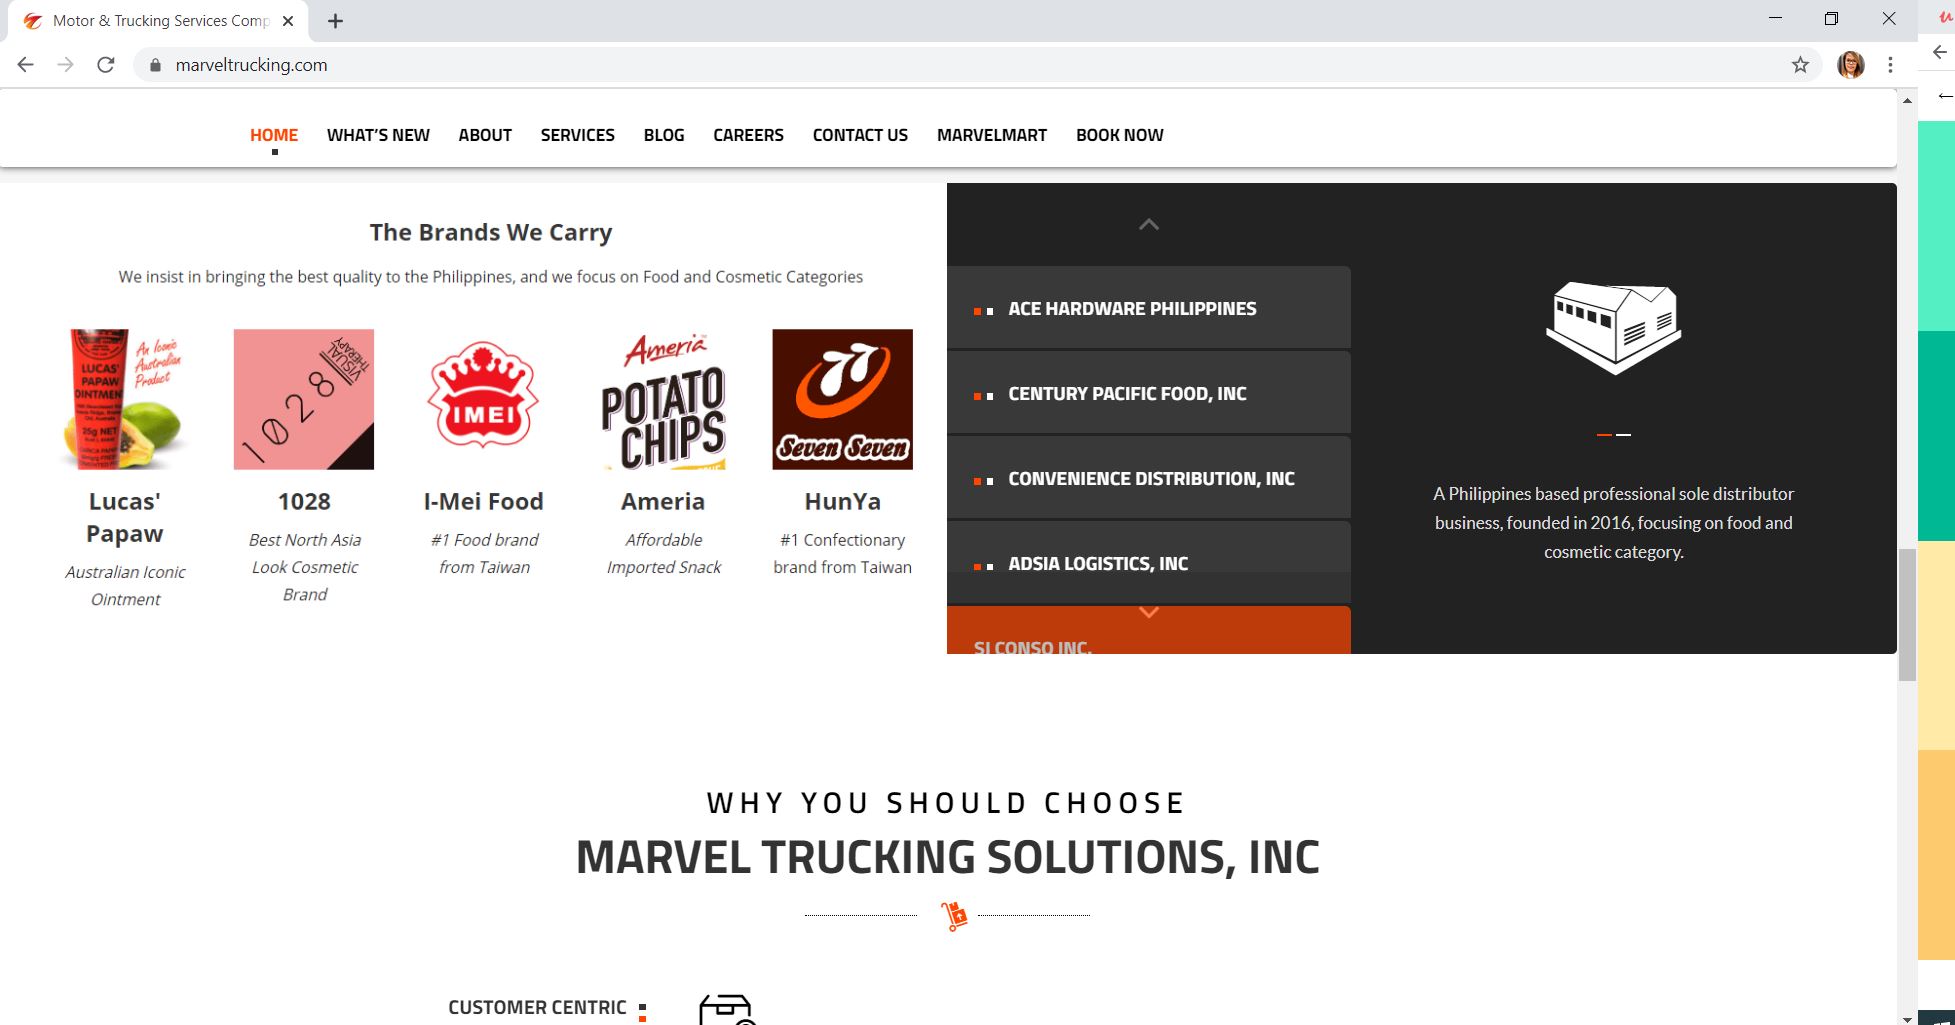 Motor & Trucking Services Comp
marveltrucking.com
HOME WHAT'S NEW ABOUT SERVICES BLOG CAREERS CONTACT US MARVELMART BOOK NOW
The Brands We Carry
We insist in bringing the best quality to the Philippines, and we focus on Food and Cosmetic Categories
LUCAS'
PAPAW
OINTMENT
25g NET
An Iconic
Australian
Product
1028
VISUAL
THERAPY
IMEI
Ameria
POTATO
CHIPS
77
Seven Seven
Lucas'
Papaw
Australian Iconic
Ointment
1028
Best North Asia
Look Cosmetic
Brand
I-Mei Food
#1 Food brand
from Taiwan
Ameria
Affordable
Imported Snack
HunYa
#1 Confectionary
brand from Taiwan
ACE HARDWARE PHILIPPINES
CENTURY PACIFIC FOOD, INC
CONVENIENCE DISTRIBUTION, INC
ADSIA LOGISTICS, INC
SI CONSO INC.
A Philippines based professional sole distributor
business, founded in 2016, focusing on food and
cosmetic category.
WHY YOU SHOULD CHOOSE
MARVEL TRUCKING SOLUTIONS, INC
CUSTOMER CENTRIC